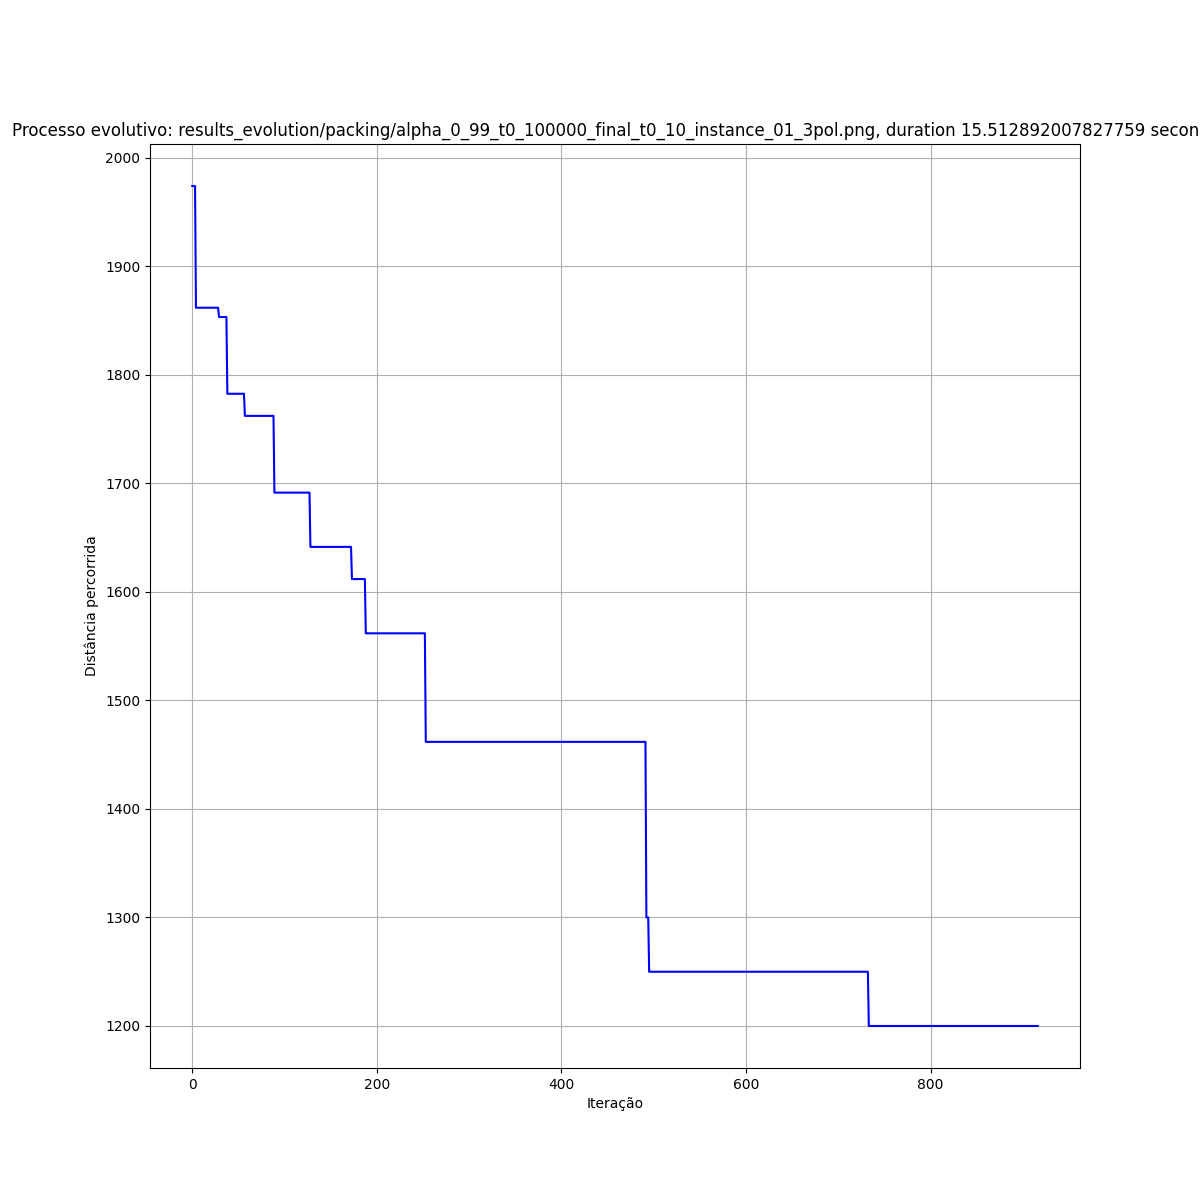 Processo evolutivo: results_evolution/packing/alpha_0_99_t0_100000_final_t0_10_instance_01_3pol.png, duration 15.512892007827759 secon
2000
1900
1800
1700
1600
1500
1400
1300
1200
Distância percorrida
0 200 400 600 800
Iteração